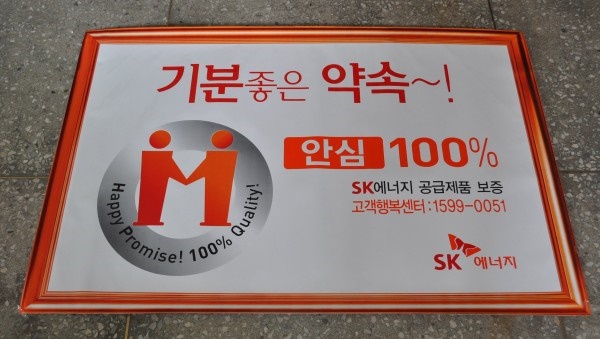 기분좋은 약속~!
안심 100%
SK에너지 공급제품 보증
고객행복센터:1599-0051
Happy Promise! 100% Quality!
SK 에너지